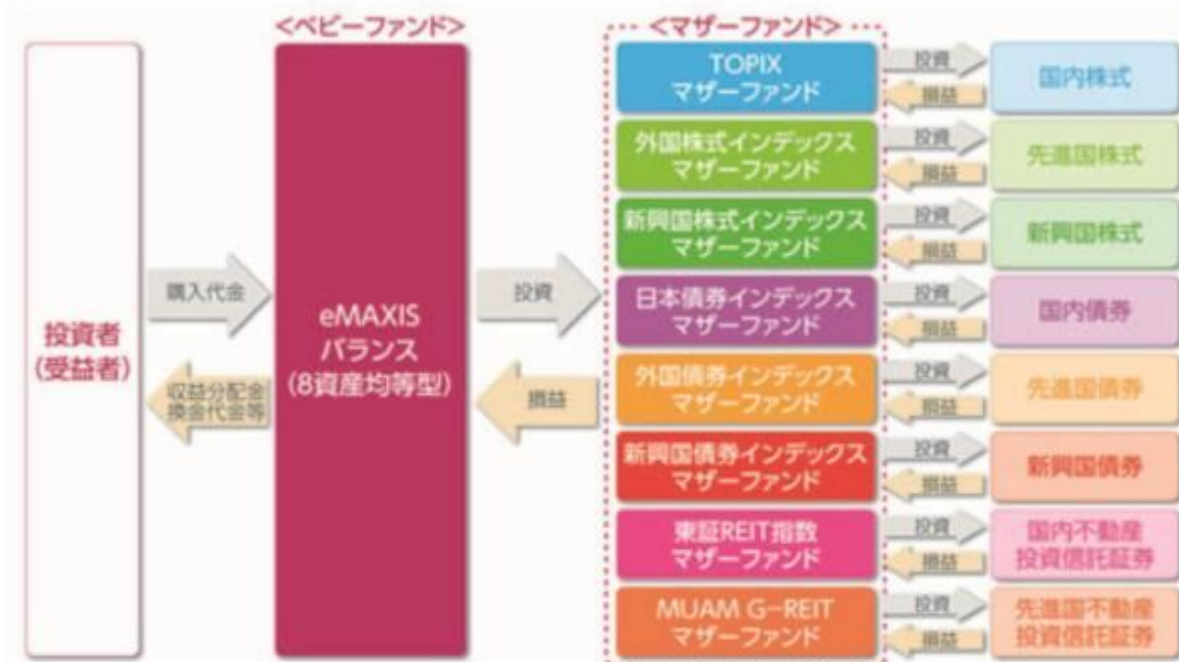 <ベビーファンド>
<マザーファンド>
投資者
(受益者)
購入代金
収益分配金
換金代金等
eMAXIS
バランス
(8資産均等型)
投資
損益
TOPIX
マザーファンド
投資
損益
国内株式
外国株式インデックス
マザーファンド
投資
損益
先進国株式
新興国株式インデックス
マザーファンド
投資
損益
新興国株式
日本債券インデックス
マザーファンド
投資
損益
国内債券
外国債券インデックス
マザーファンド
投資
損益
先進国債券
新興国債券インデックス
マザーファンド
投資
損益
新興国債券
東証REIT指数
マザーファンド
投資
損益
国内不動産
投資信託証券
MUAM G-REIT
マザーファンド
投資
損益
先進国不動産
投資信託証券